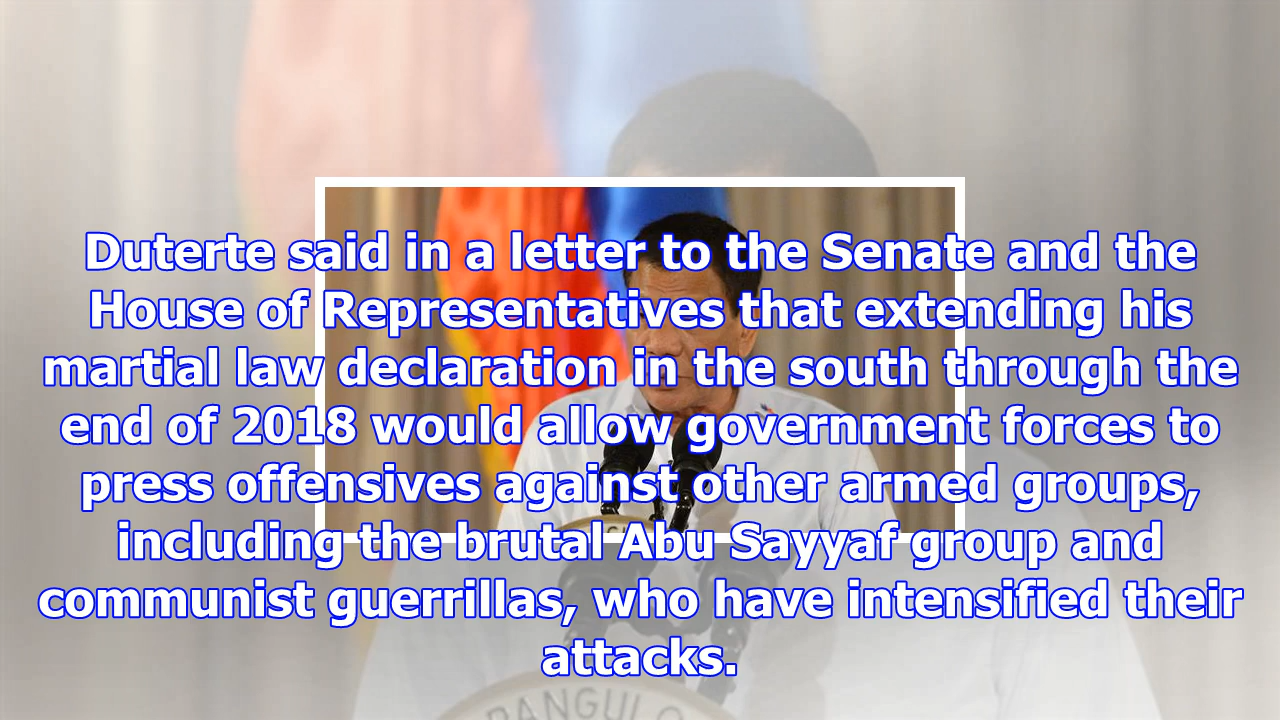 Duterte said in a letter to the Senate and the
House of Representatives that extending his
martial law declaration in the south through the
end of 2018 would allow government forces to
press offensives against other armed groups,
including the brutal Abu Sayyaf group and
communist guerrillas, who have intensified their
attacks.
PANGULO